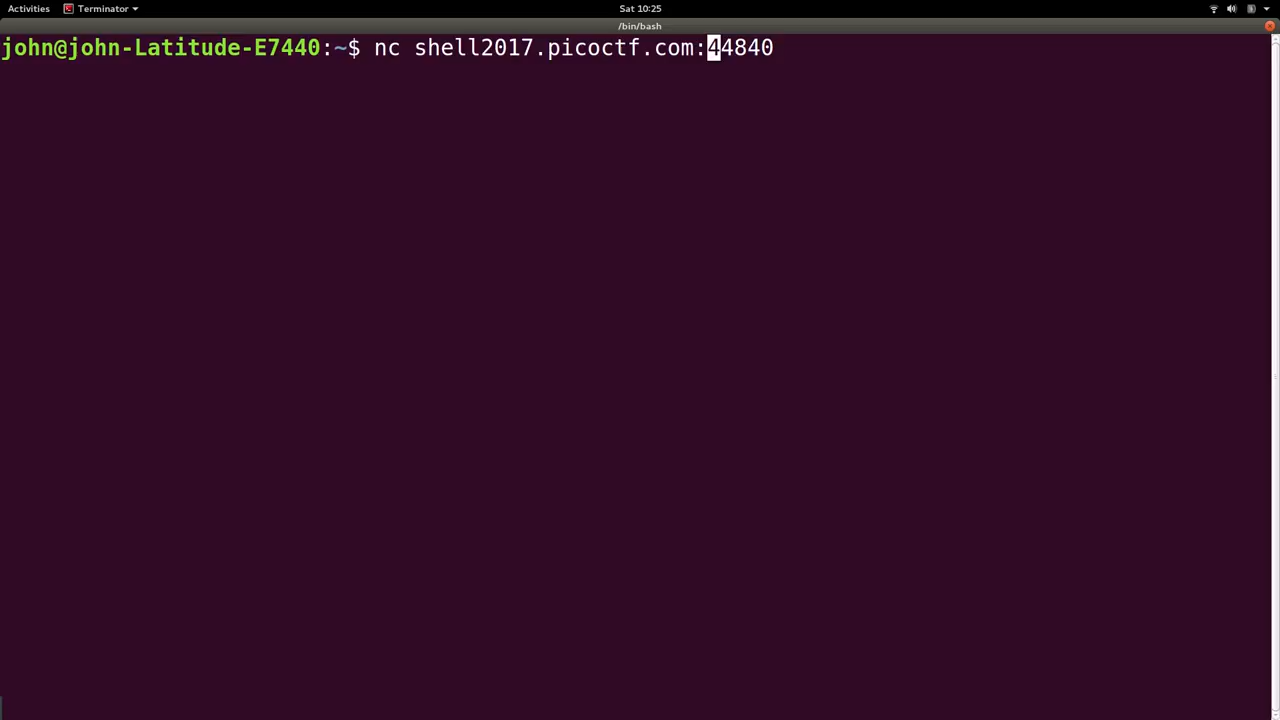 Activities Terminator Sat 10:25
/bin/bash
john@john-Latitude-E7440:~$ nc shell2017.picoctf.com:44840